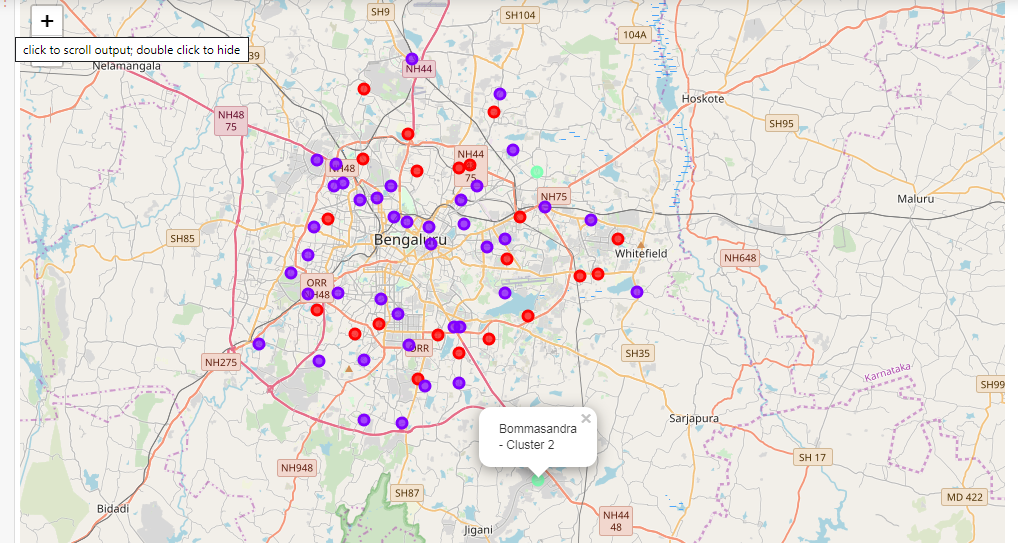 +
SH9
SH104
104A
click to scroll output; double click to hide
39
Nelamangala
NH44
Hoskote
NH48
75
SH95
NH44
75
NH48
NH75
Maluru
SH85
Bengaluru
Whitefield
NH648
ORR
NH48
ORR
SH35
NH275
Karnataka
SH99
Bommasandra
- Cluster 2
×
Sarjapura
SH 17
NH948
SH87
MD 422
Bidadi
NH44
48
Jigani